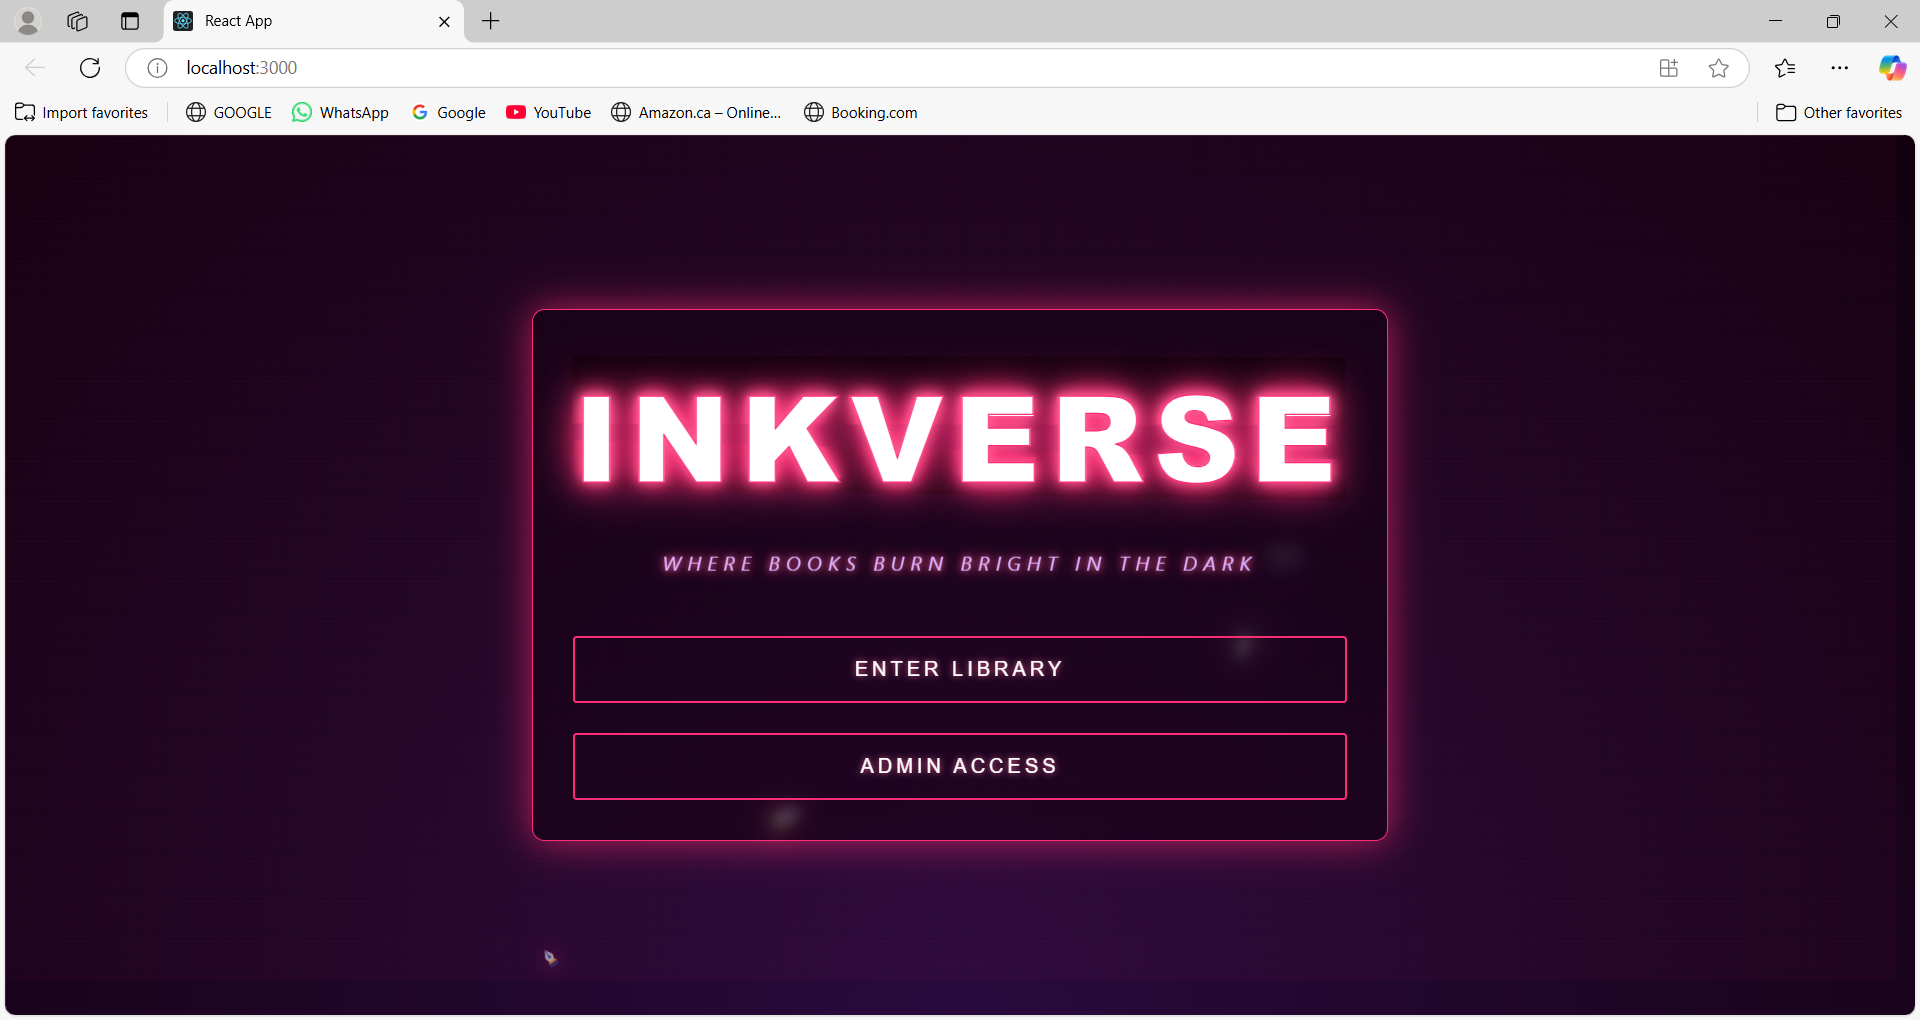 React App
localhost:3000
Import favorites GOOGLE WhatsApp Google YouTube Amazon.ca – Online... Booking.com Other favorites
INKVERSE
WHERE BOOKS BURN BRIGHT IN THE DARK
ENTER LIBRARY
ADMIN ACCESS